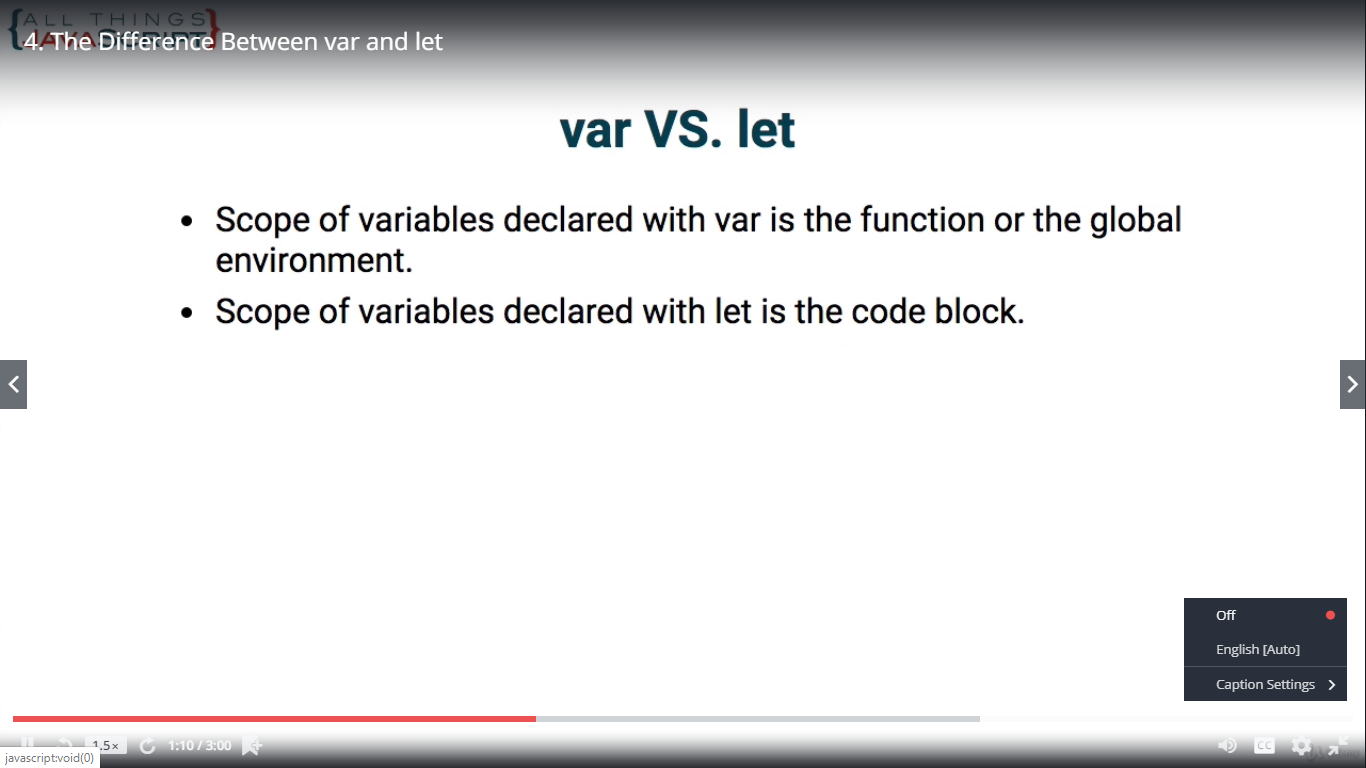 {ALL THINGS
JAVASCRIPT}
4. The Difference Between var and let
var VS. let
• Scope of variables declared with var is the function or the global
environment.
• Scope of variables declared with let is the code block.
Off
English [Auto]
Caption Settings
1.5×
1:10 / 3:00
CC
javascript:void(0)